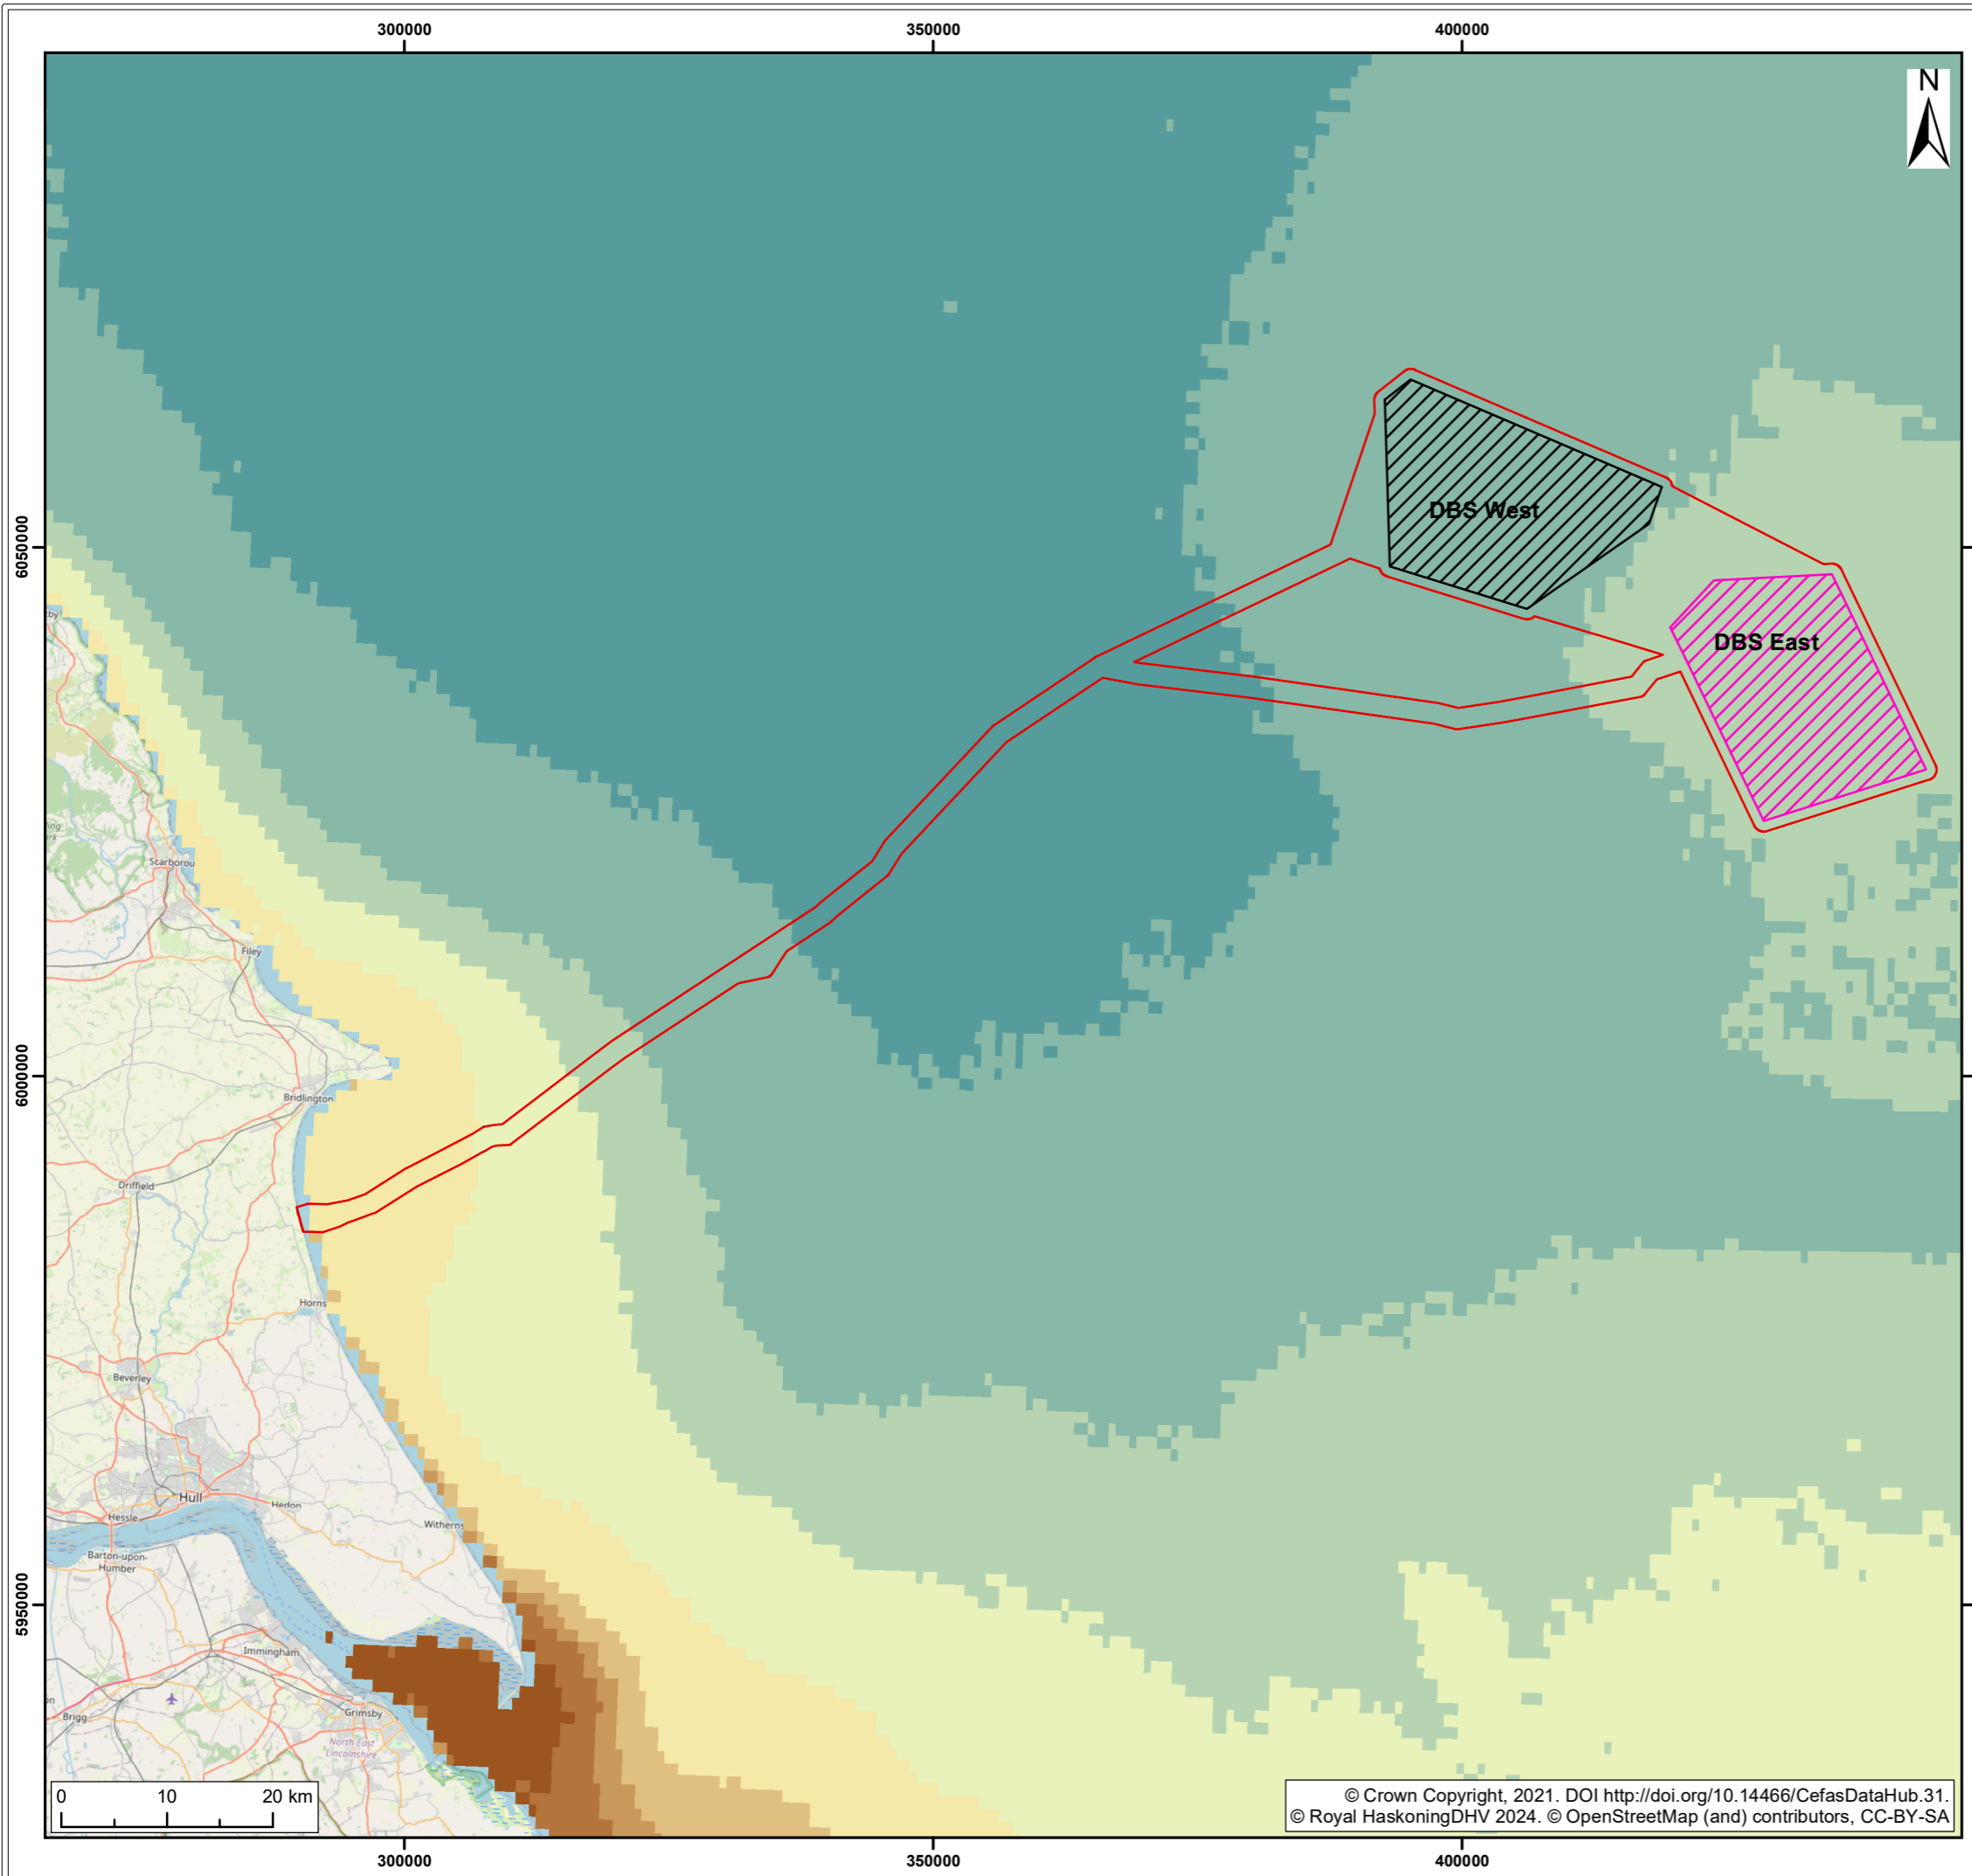 300000
350000
400000
N
6050000
DBS West
DBS East
Scarborou
Filey
6000000
Bridlington
Driffield
Horns
Beverley
Hull
Hedon
Hessle
Witherns
Barton-upon-
Humber
5950000
Immingham
Grimsby
Brigg
North East
Lincolnshire
0 10 20 km
© Crown Copyright, 2021. DOI http://doi.org/10.14466/CefasDataHub.31.
© Royal HaskoningDHV 2024. © OpenStreetMap (and) contributors, CC-BY-SA
300000
350000
400000